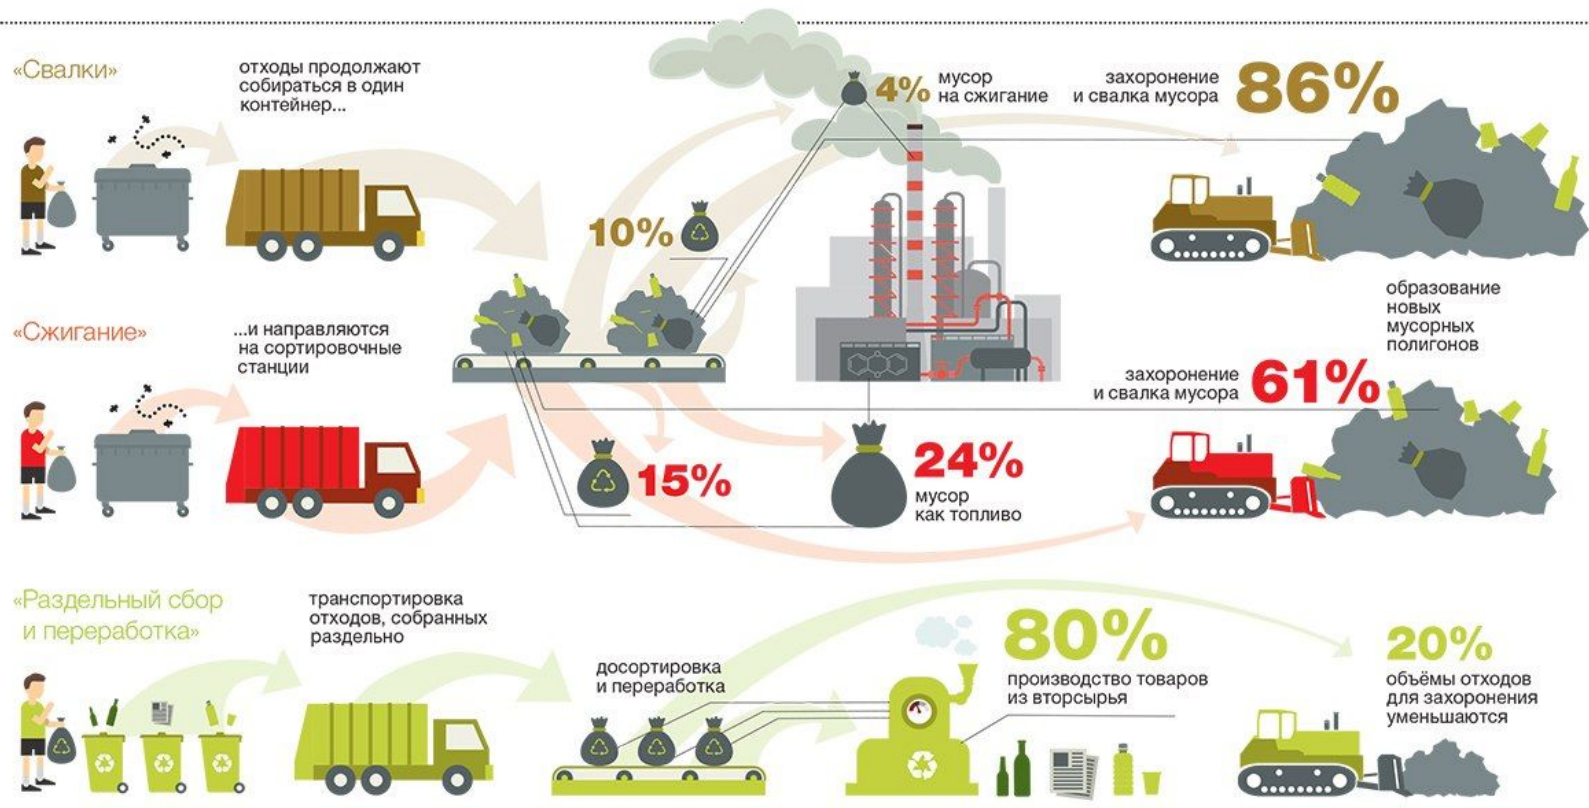 «Свалки»
отходы продолжают
собираться в один
контейнер...
10%
4%
мусор
на сжигание
захоронение
и свалка мусора
86%
образование
новых
мусорных
полигонов
«Сжигание»
...и направляются
на сортировочные
станции
15%
24%
мусор
как топливо
захоронение
и свалка мусора
61%
«Раздельный сбор
и переработка»
транспортировка
отходов, собранных
раздельно
досортировка
и переработка
80%
производство товаров
из вторсырья
20%
объёмы отходов
для захоронения
уменьшаются